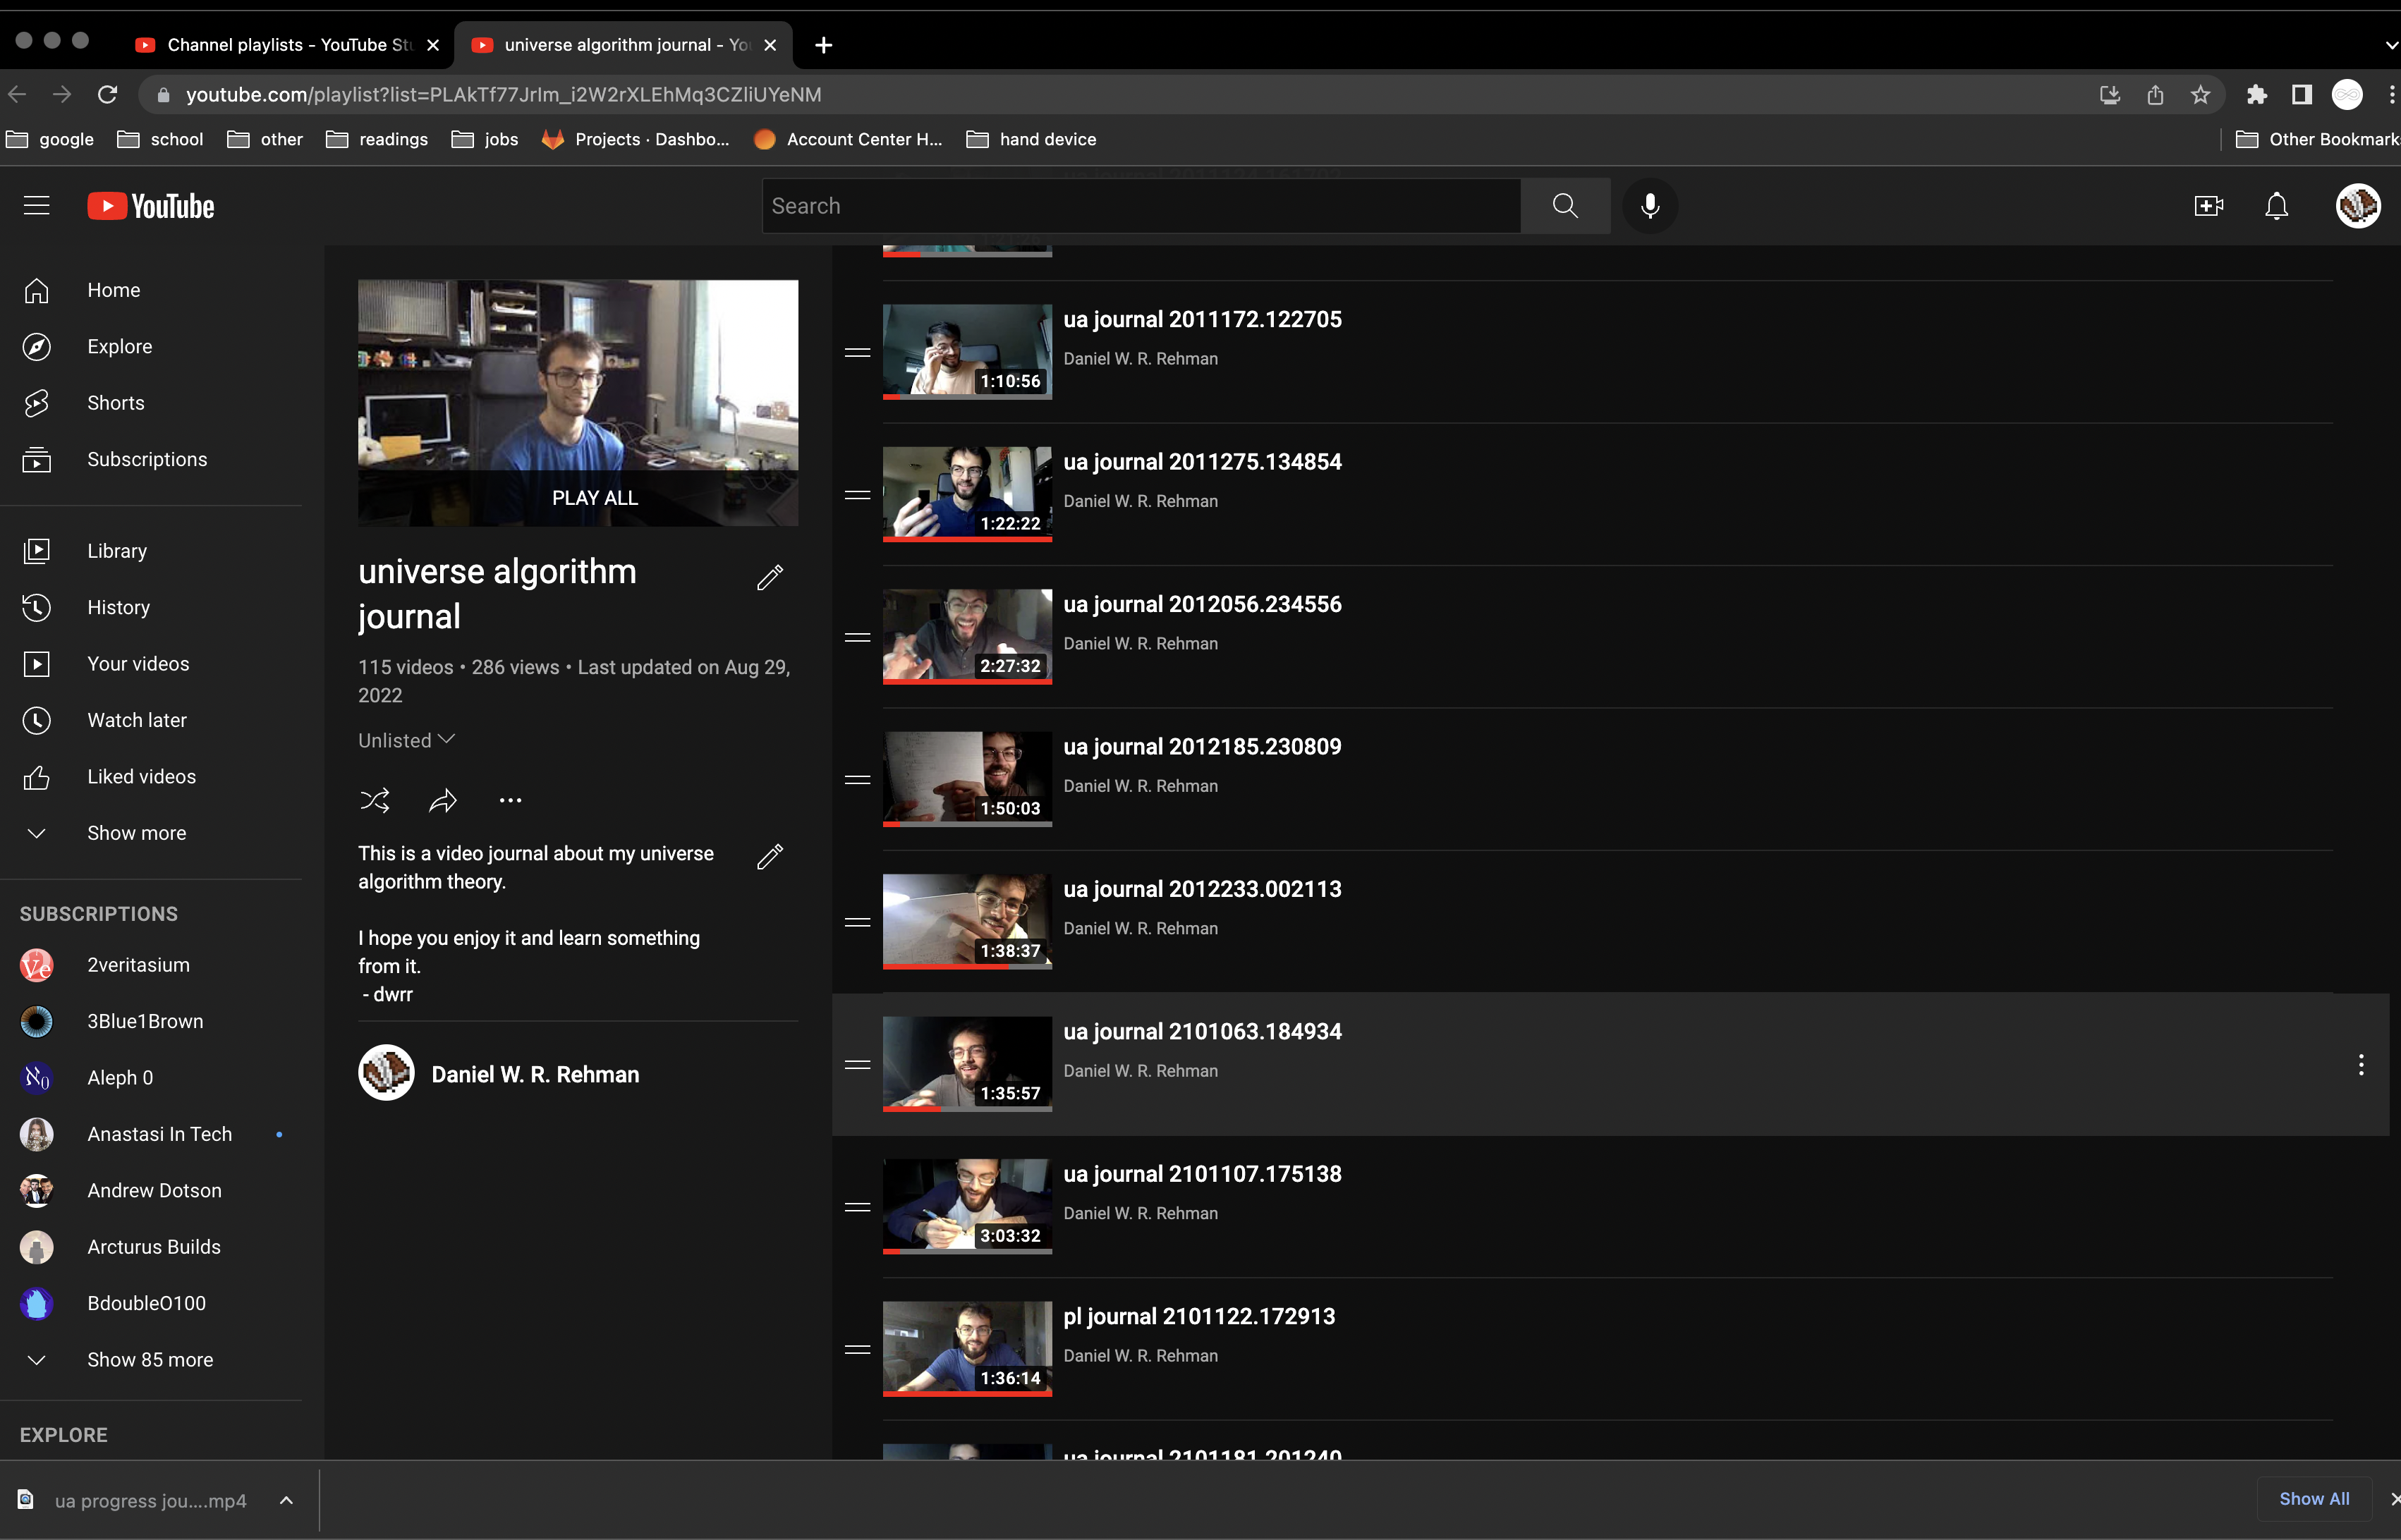 Channel playlists - YouTube St
universe algorithm journal - Yo
youtube.com/playlist?list=PLAkTf77JrIm_i2W2rXLEhMq3CZliUYeNM
google
school
other
readings
jobs
Projects · Dashbo...
Account Center H...
hand device
Other Bookmarks
YouTube
Search
Home
Explore
Shorts
Subscriptions
Library
History
Your videos
Watch later
Liked videos
Show more
SUBSCRIPTIONS
2veritasium
3Blue1Brown
Aleph 0
Anastasi In Tech
Andrew Dotson
Arcturus Builds
BdoubleO100
Show 85 more
EXPLORE
PLAY ALL
universe algorithm
journal
115 videos • 286 views • Last updated on Aug 29,
2022
Unlisted
This is a video journal about my universe
algorithm theory.
I hope you enjoy it and learn something
from it.
- dwrr
Daniel W. R. Rehman
ua journal 2011172.122705
Daniel W. R. Rehman
1:10:56
ua journal 2011275.134854
Daniel W. R. Rehman
1:22:22
ua journal 2012056.234556
Daniel W. R. Rehman
2:27:32
ua journal 2012185.230809
Daniel W. R. Rehman
1:50:03
ua journal 2012233.002113
Daniel W. R. Rehman
1:38:37
ua journal 2101063.184934
Daniel W. R. Rehman
1:35:57
ua journal 2101107.175138
Daniel W. R. Rehman
3:03:32
pl journal 2101122.172913
Daniel W. R. Rehman
1:36:14
ua journal 2101181.201240
ua progress jou....mp4
Show All